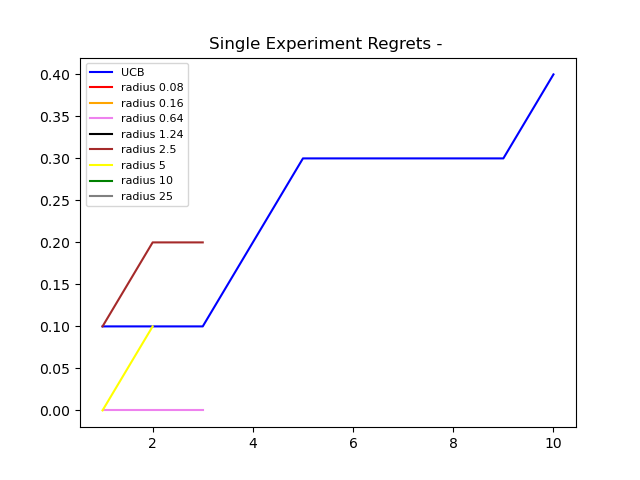 Single Experiment Regrets -
UCB
radius 0.08
radius 0.16
radius 0.64
radius 1.24
radius 2.5
radius 5
radius 10
radius 25
0.40
0.35
0.30
0.25
0.20
0.15
0.10
0.05
0.00
2 4 6 8 10